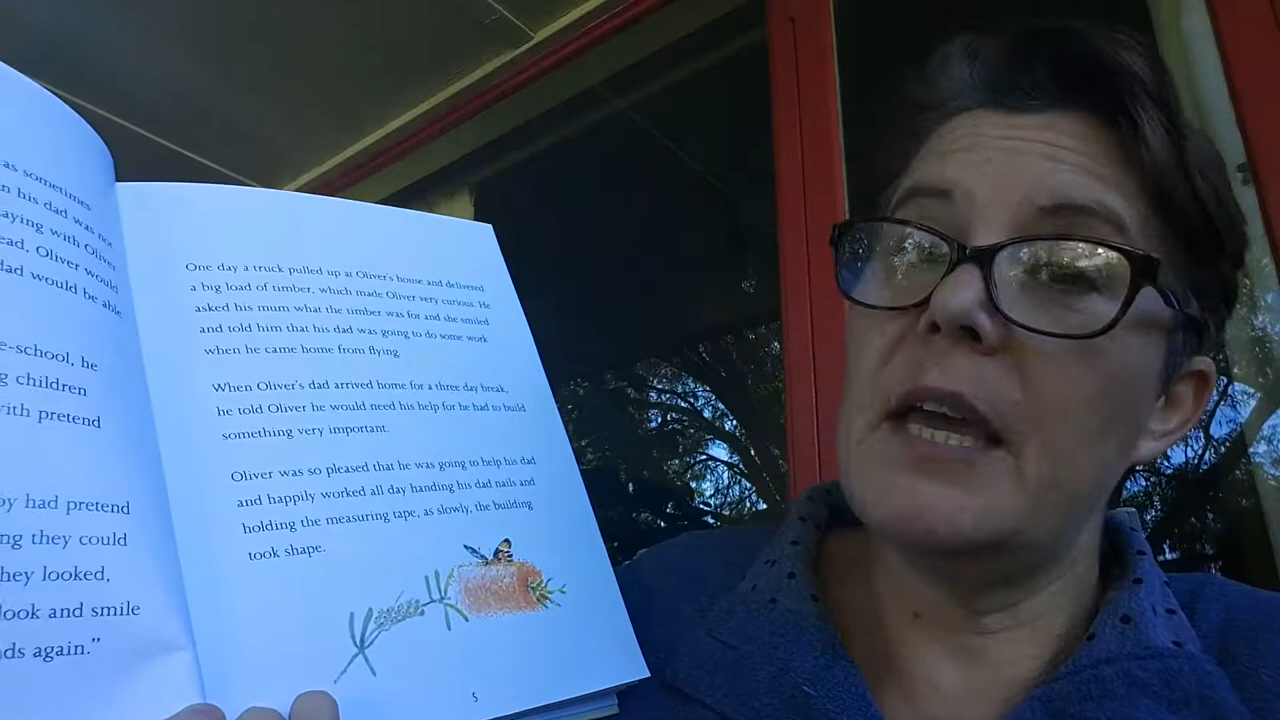 as sometimes
his dad was not
aying with Oliver
ead, Oliver would
dad would be able
e-school, he
g children
with pretend
oy had pretend
ng they could
hey looked,
look and smile
ds again."
One day a truck pulled up at Oliver's house and delivered
a big load of timber, which made Oliver very curious. He
asked his mum what the timber was for and she smiled
and told him that his dad was going to do some work
when he came home from flying.
When Oliver's dad arrived home for a three day break,
he told Oliver he would need his help for he had to build
something very important.
Oliver was so pleased that he was going to help his dad
and happily worked all day handing his dad nails and
holding the measuring tape, as slowly, the building
took shape.
5